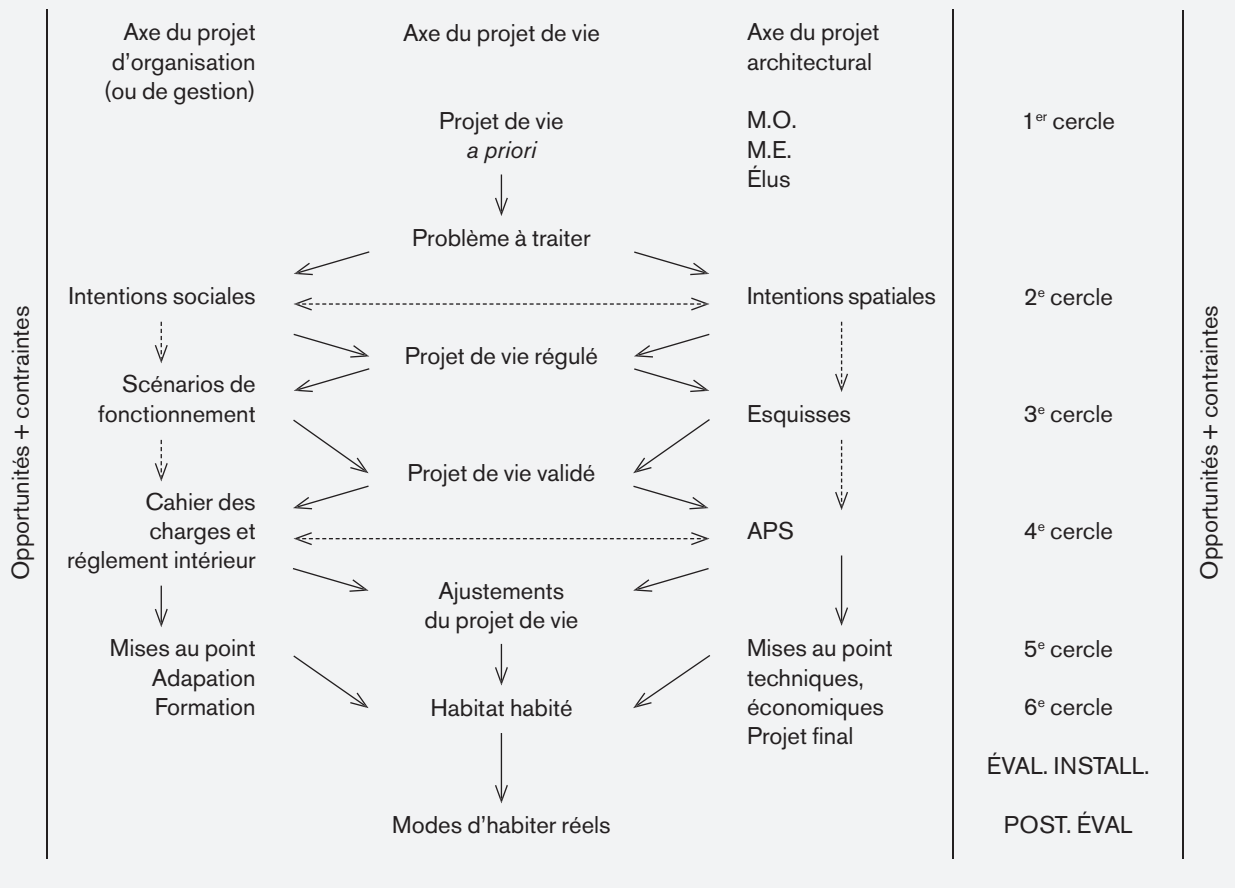 Axe du projet
d'organisation
(ou de gestion)
Axe du projet de vie
Axe du projet
architectural
Projet de vie
a priori
M.O.
M.E.
Élus
1er cercle
Problème à traiter
Intentions sociales
Intentions spatiales
2e cercle
Projet de vie régulé
Scénarios de
fonctionnement
Esquisses
3e cercle
Projet de vie validé
Cahier des
charges et
réglement intérieur
APS
4e cercle
Ajustements
du projet de vie
Mises au point
Adapation
Formation
Mises au point
techniques,
économiques
Projet final
5e cercle
Habitat habité
6e cercle
ÉVAL. INSTALL.
Modes d'habiter réels
POST. ÉVAL
Opportunités + contraintes
Opportunités + contraintes